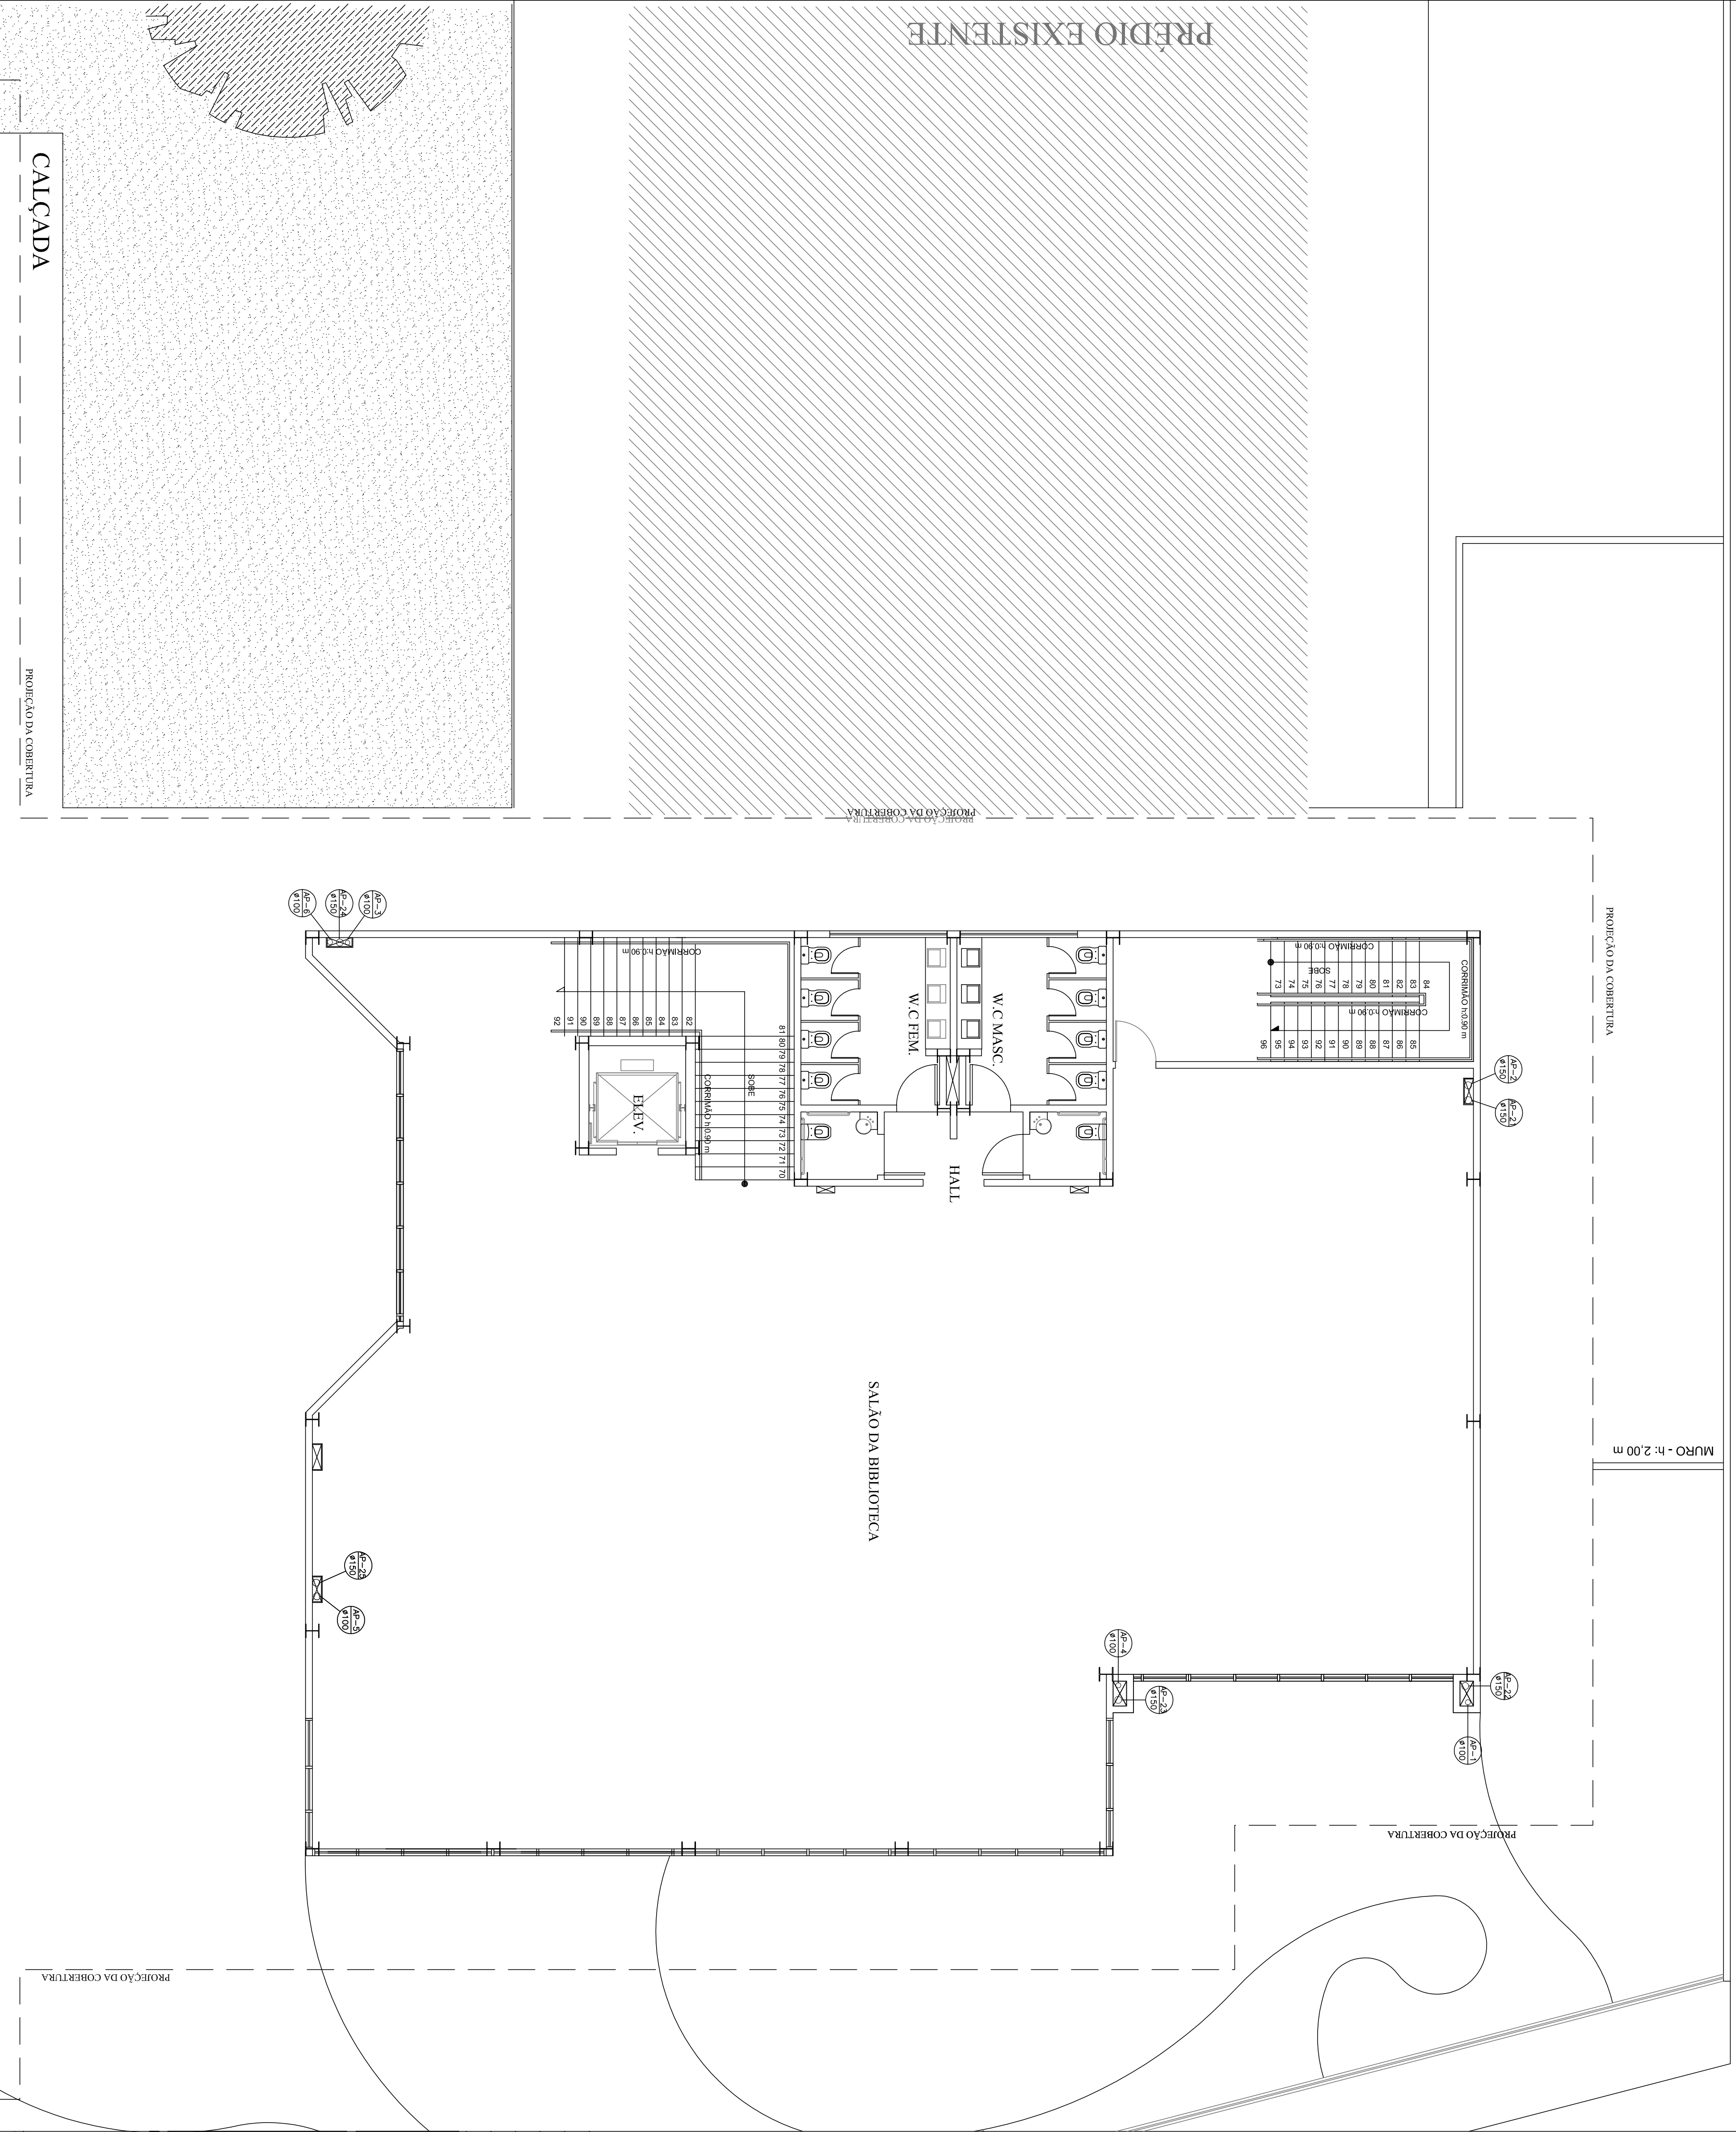 PRÉDIO EXISTENTE
CALÇADA
PROJEÇÃO DA COBERTURA
PROJEÇÃO DA COBERTURA
PROJEÇÃO DA COBERTURA
PROJEÇÃO DA COBERTURA
AP-6
ø100
AP-24
ø150
AP-3
ø100
CORRIMÃO h:0.90 m
92
91
90
89
88
87
86
85
84
83
82
81
80
79
78
77
76
75
74
73
72
71
70
SOBE
CORRIMÃO h:0.90 m
ELEV.
W.C FEM.
W.C MASC.
HALL
CORRIMÃO h:0.90 m
SOBE
73
74
75
76
77
78
79
80
81
82
83
84
CORRIMÃO h:0.90 m
CORRIMÃO h:0.90 m
96
95
94
93
92
91
90
89
88
87
86
85
AP-2
ø150
AP-21
ø150
SALÃO DA BIBLIOTECA
MURO - h: 2,00 m
AP-25
ø150
AP-5
ø100
AP-4
ø100
AP-23
ø150
AP-22
ø150
AP-1
ø100
PROJEÇÃO DA COBERTURA
PROJEÇÃO DA COBERTURA